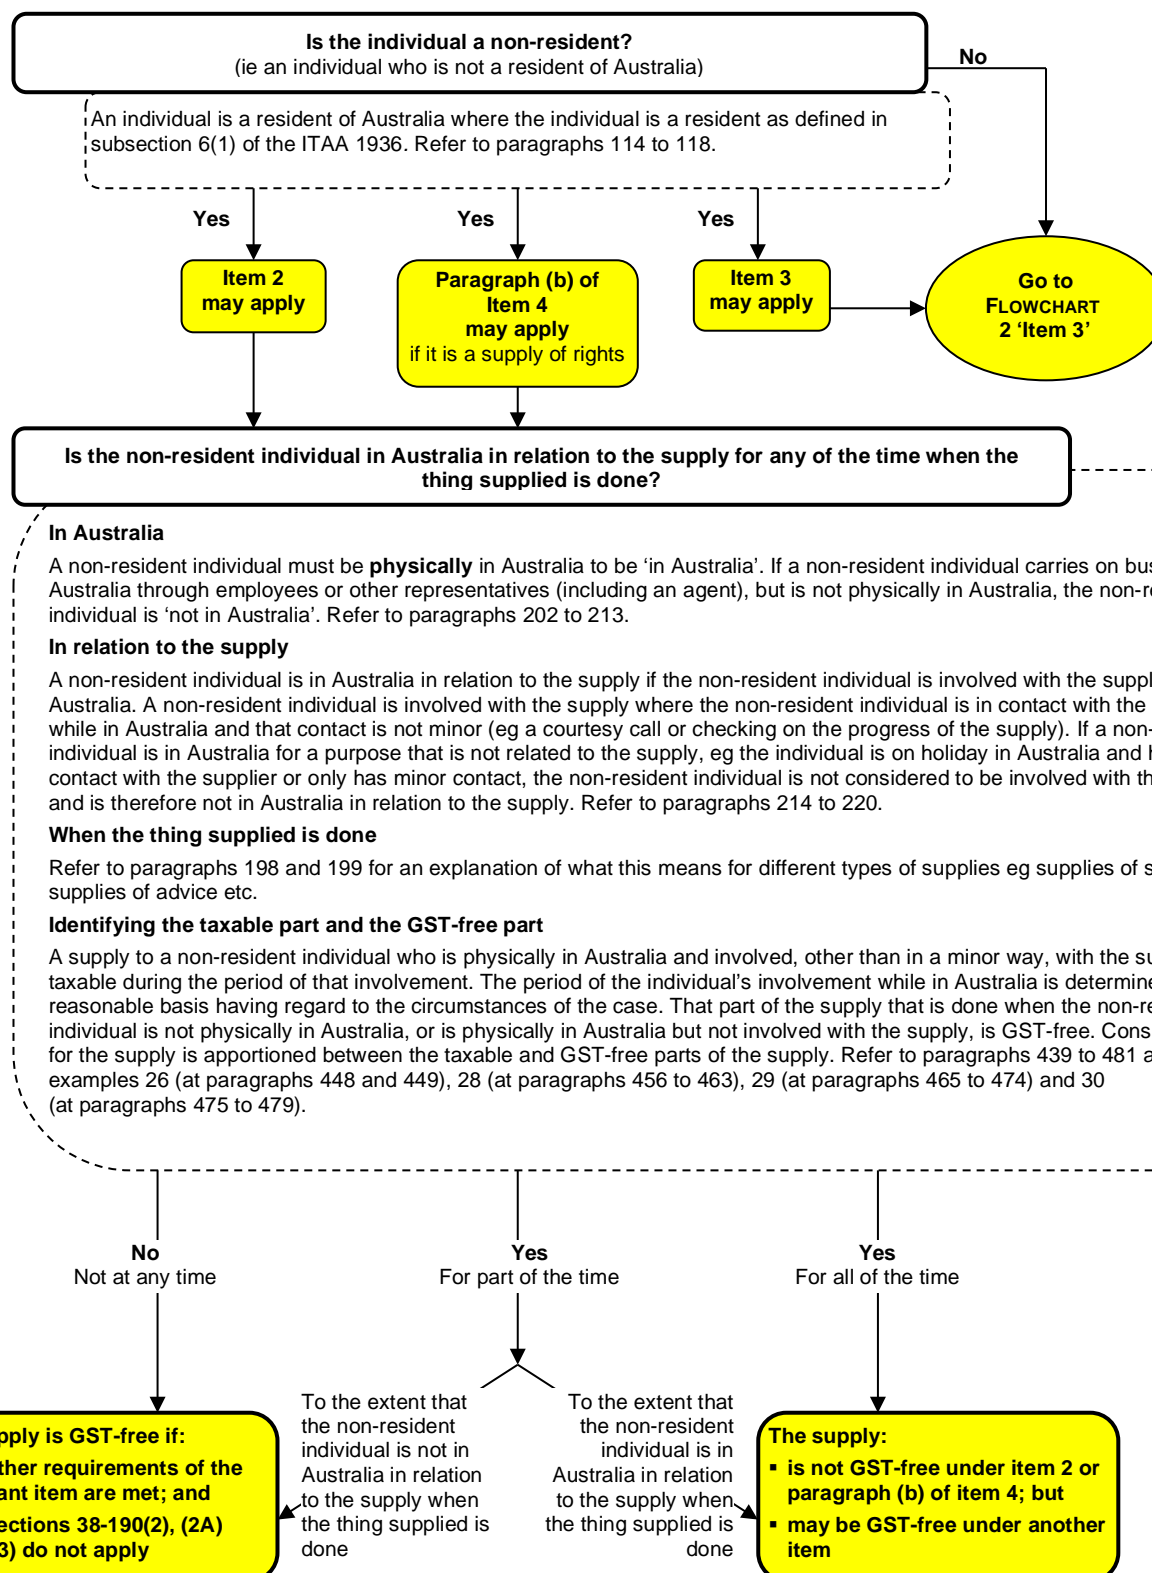 Is the individual a non-resident?
(ie an individual who is not a resident of Australia)
No
An individual is a resident of Australia where the individual is a resident as defined in
subsection 6(1) of the ITAA 1936. Refer to paragraphs 114 to 118.
Yes
Yes
Yes
Item 2
may apply
Paragraph (b) of
Item 4
may apply
if it is a supply of rights
Item 3
may apply
Go to
FLOWCHART
2 ‘Item 3’
Is the non-resident individual in Australia in relation to the supply for any of the time when the
thing supplied is done?
In Australia
A non-resident individual must be physically in Australia to be ‘in Australia’. If a non-resident individual carries on
Australia through employees or other representatives (including an agent), but is not physically in Australia, the
individual is ‘not in Australia’. Refer to paragraphs 202 to 213.
In relation to the supply
A non-resident individual is in Australia in relation to the supply if the non-resident individual is involved with the
Australia. A non-resident individual is involved with the supply where the non-resident individual is in contact with the
while in Australia and that contact is not minor (eg a courtesy call or checking on the progress of the supply). If a
individual is in Australia for a purpose that is not related to the supply, eg the individual is on holiday in Australia and
contact with the supplier or only has minor contact, the non-resident individual is not considered to be involved with
and is therefore not in Australia in relation to the supply. Refer to paragraphs 214 to 220.
When the thing supplied is done
Refer to paragraphs 198 and 199 for an explanation of what this means for different types of supplies eg supplies of
supplies of advice etc.
Identifying the taxable part and the GST-free part
A supply to a non-resident individual who is physically in Australia and involved, other than in a minor way, with the
taxable during the period of that involvement. The period of the individual’s involvement while in Australia is
reasonable basis having regard to the circumstances of the case. That part of the supply that is done when the
individual is not physically in Australia, or is physically in Australia but not involved with the supply, is GST-free.
for the supply is apportioned between the taxable and GST-free parts of the supply. Refer to paragraphs 439 to 481
examples 26 (at paragraphs 448 and 449), 28 (at paragraphs 456 to 463), 29 (at paragraphs 465 to 474) and 30
(at paragraphs 475 to 479).
No
Not at any time
Yes
For part of the time
Yes
For all of the time
To the extent that
the non-resident
individual is not in
Australia in relation
to the supply when
the thing supplied is
done
To the extent that
the non-resident
individual is in
Australia in relation
to the supply when
the thing supplied is
done
is GST-free if:
requirements of the
item are met; and
38-190(2), (2A)
do not apply
The supply:
▪ is not GST-free under item 2 or
paragraph (b) of item 4; but
▪ may be GST-free under another
item